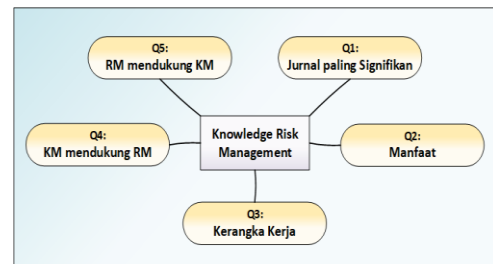 Q5:
RM mendukung KM
Q1:
Jurnal paling Signifikan
Q4:
KM mendukung RM
Knowledge Risk
Management
Q2:
Manfaat
Q3:
Kerangka Kerja